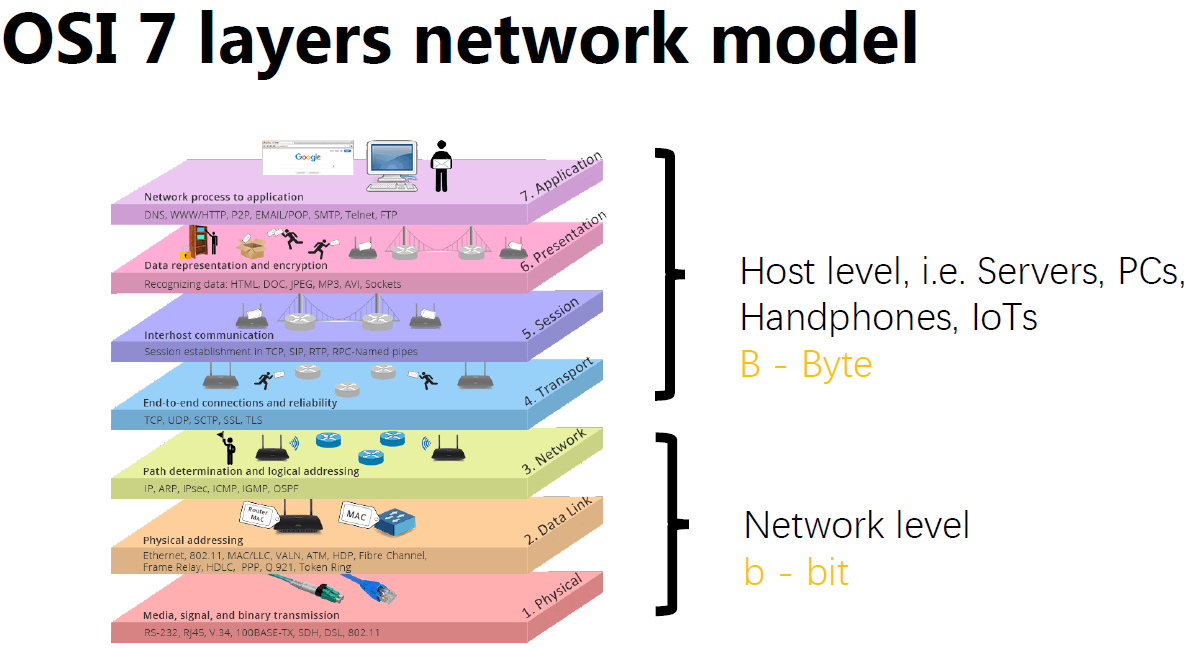 OSI 7 layers network model
Google
7. Application
Network process to application
DNS, WWW/HTTP, P2P, EMAIL/POP, SMTP, Telnet, FTP
6. Presentation
Data representation and encryption
Recognizing data: HTML, DOC, JPEG, MP3, AVI, Sockets
5. Session
Interhost communication
Session establishment in TCP, SIP, RTP, RPC-Named pipes
4. Transport
End-to-end connections and reliability
TCP, UDP, SCTP, SSL, TLS
3. Network
Path determination and logical addressing
IP, ARP, IPsec, ICMP, IGMP, OSPF
Router
MAC
MAC
2. Data Link
Physical addressing
Ethernet, 802.11, MAC/LLC, VALN, ATM, HDP, Fibre Channel,
Frame Relay, HDLC, PPP, Q.921, Token Ring
1. Physical
Media, signal, and binary transmission
RS-232, RJ45, V.34, 100BASE-TX, SDH, DSL, 802.11
Host level, i.e. Servers, PCs,
Handphones, IoTs
B - Byte
Network level
b - bit